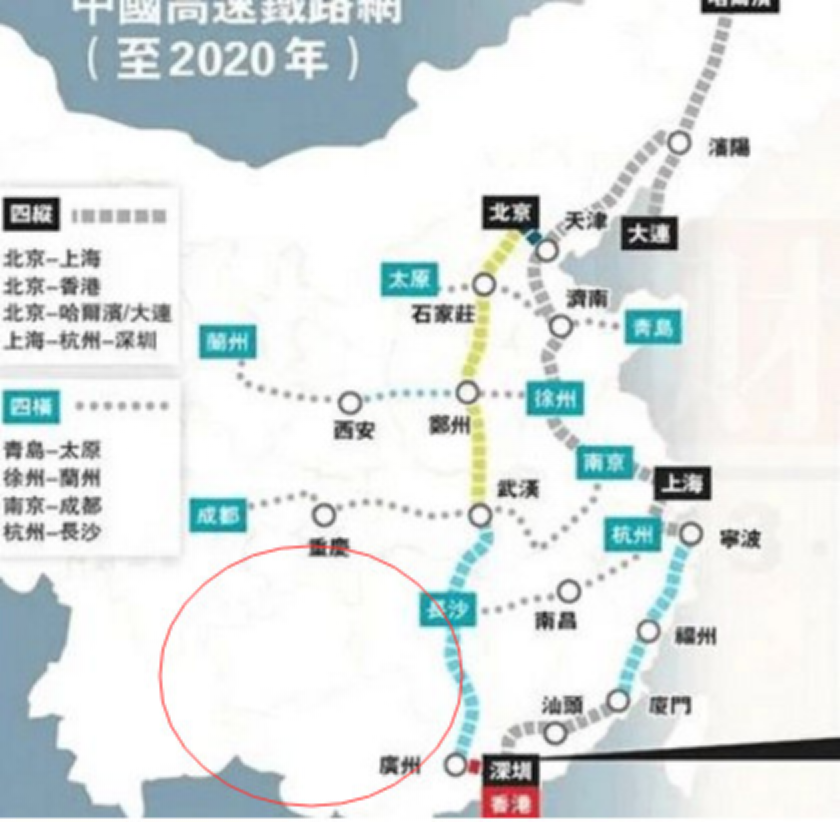 中國高速鐵路網
（至2020年）
哈爾濱
瀋陽
北京
天津
大連
四縱
北京–上海
北京–香港
北京–哈爾濱/大連
上海–杭州–深圳
太原
石家莊
濟南
青島
蘭州
四橫
青島–太原
徐州–蘭州
南京–成都
杭州–長沙
西安
鄭州
徐州
南京
上海
武漢
成都
重慶
杭州
寧波
長沙
南昌
福州
汕頭
廈門
廣州
深圳
香港